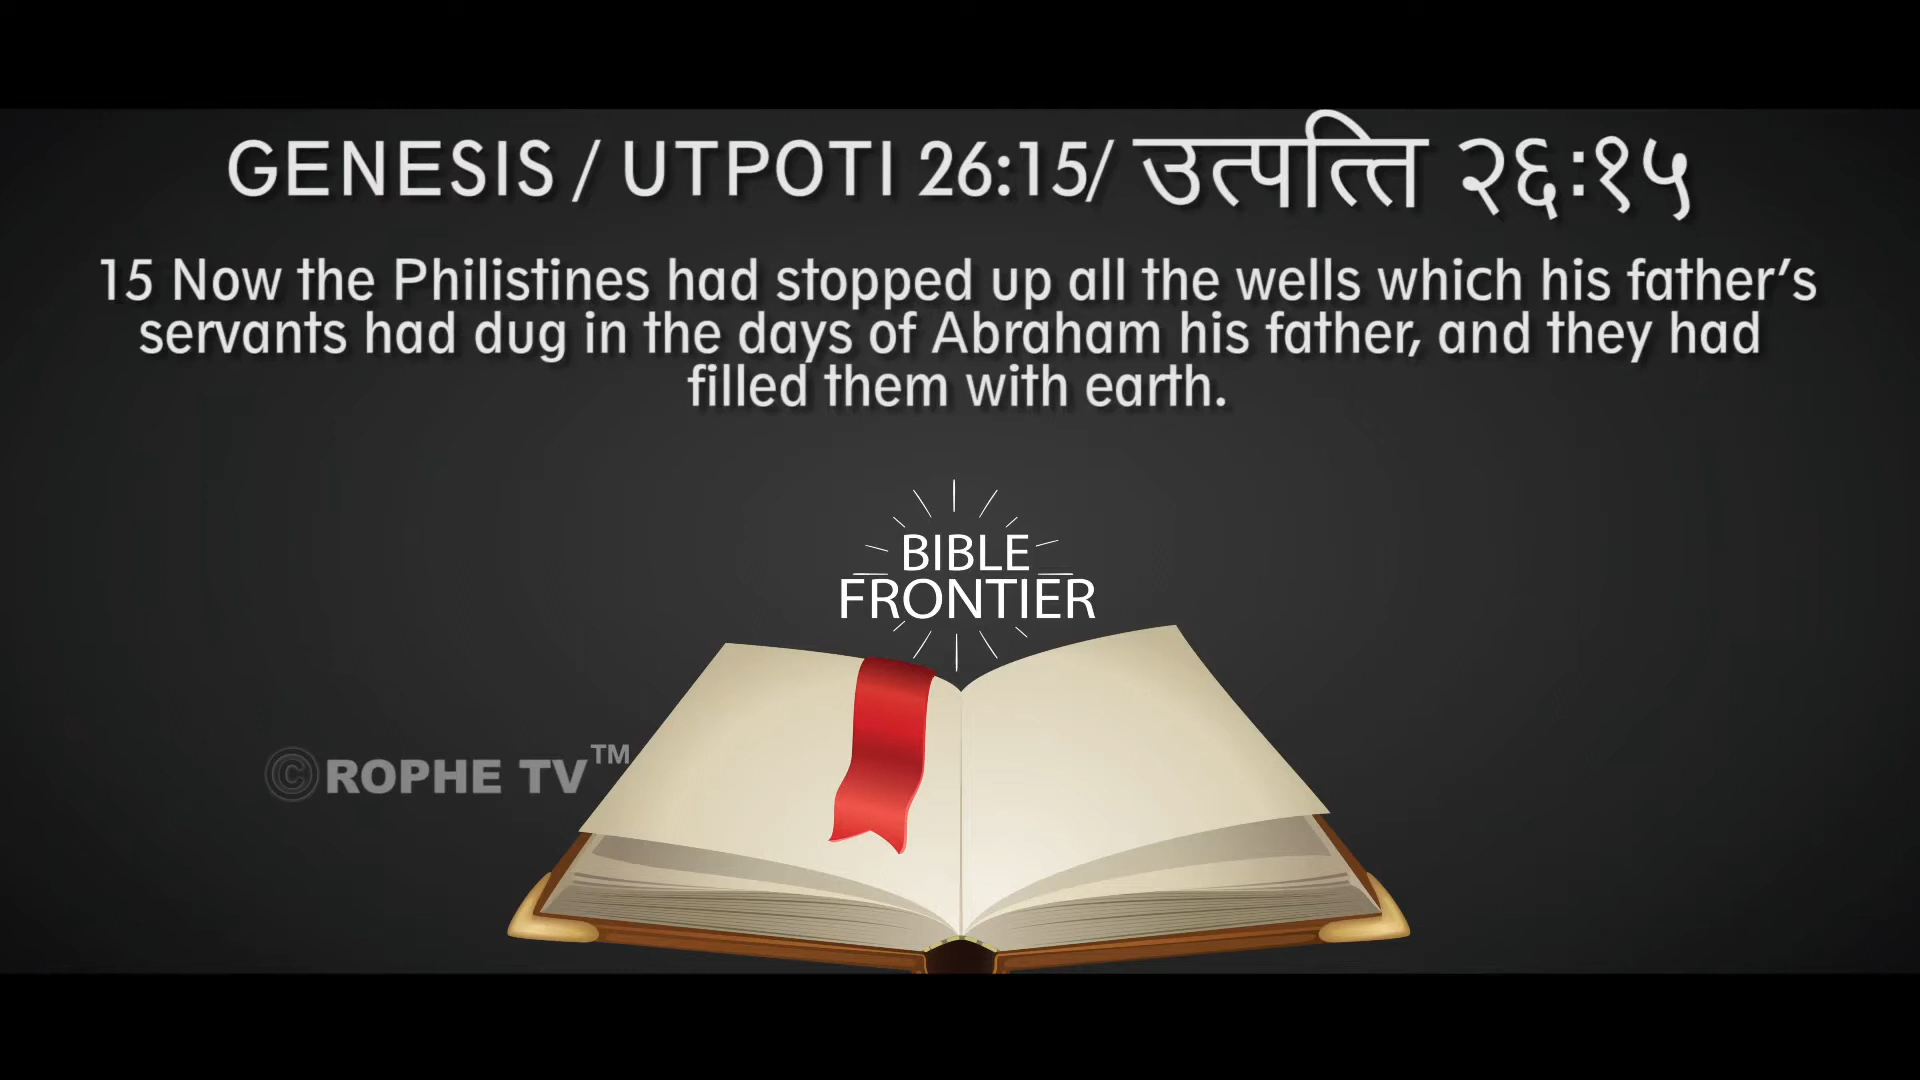 GENESIS / UTPOTI 26:15/ उत्पत्ति २६:१५
15 Now the Philistines had stopped up all the wells which his father’s
servants had dug in the days of Abraham his father, and they had
filled them with earth.
BIBLE
FRONTIER
©ROPHE TV™